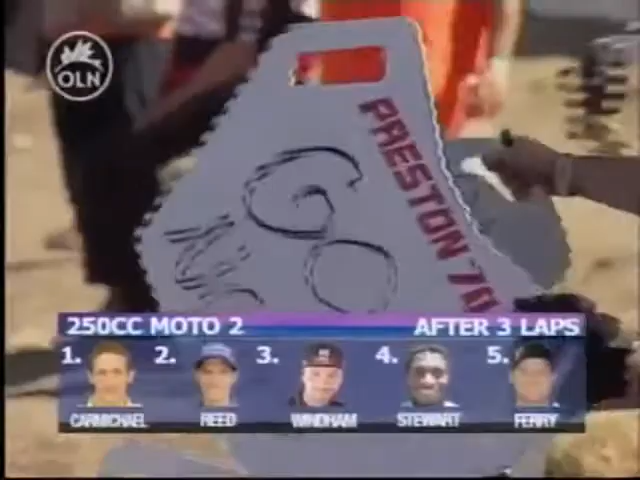 OLN
PRESTON 70
GO
250CC MOTO 2
AFTER 3 LAPS
1.
2.
3.
4.
5.
CARMICHAEL
REED
WINDHAM
STEWART
FERRY